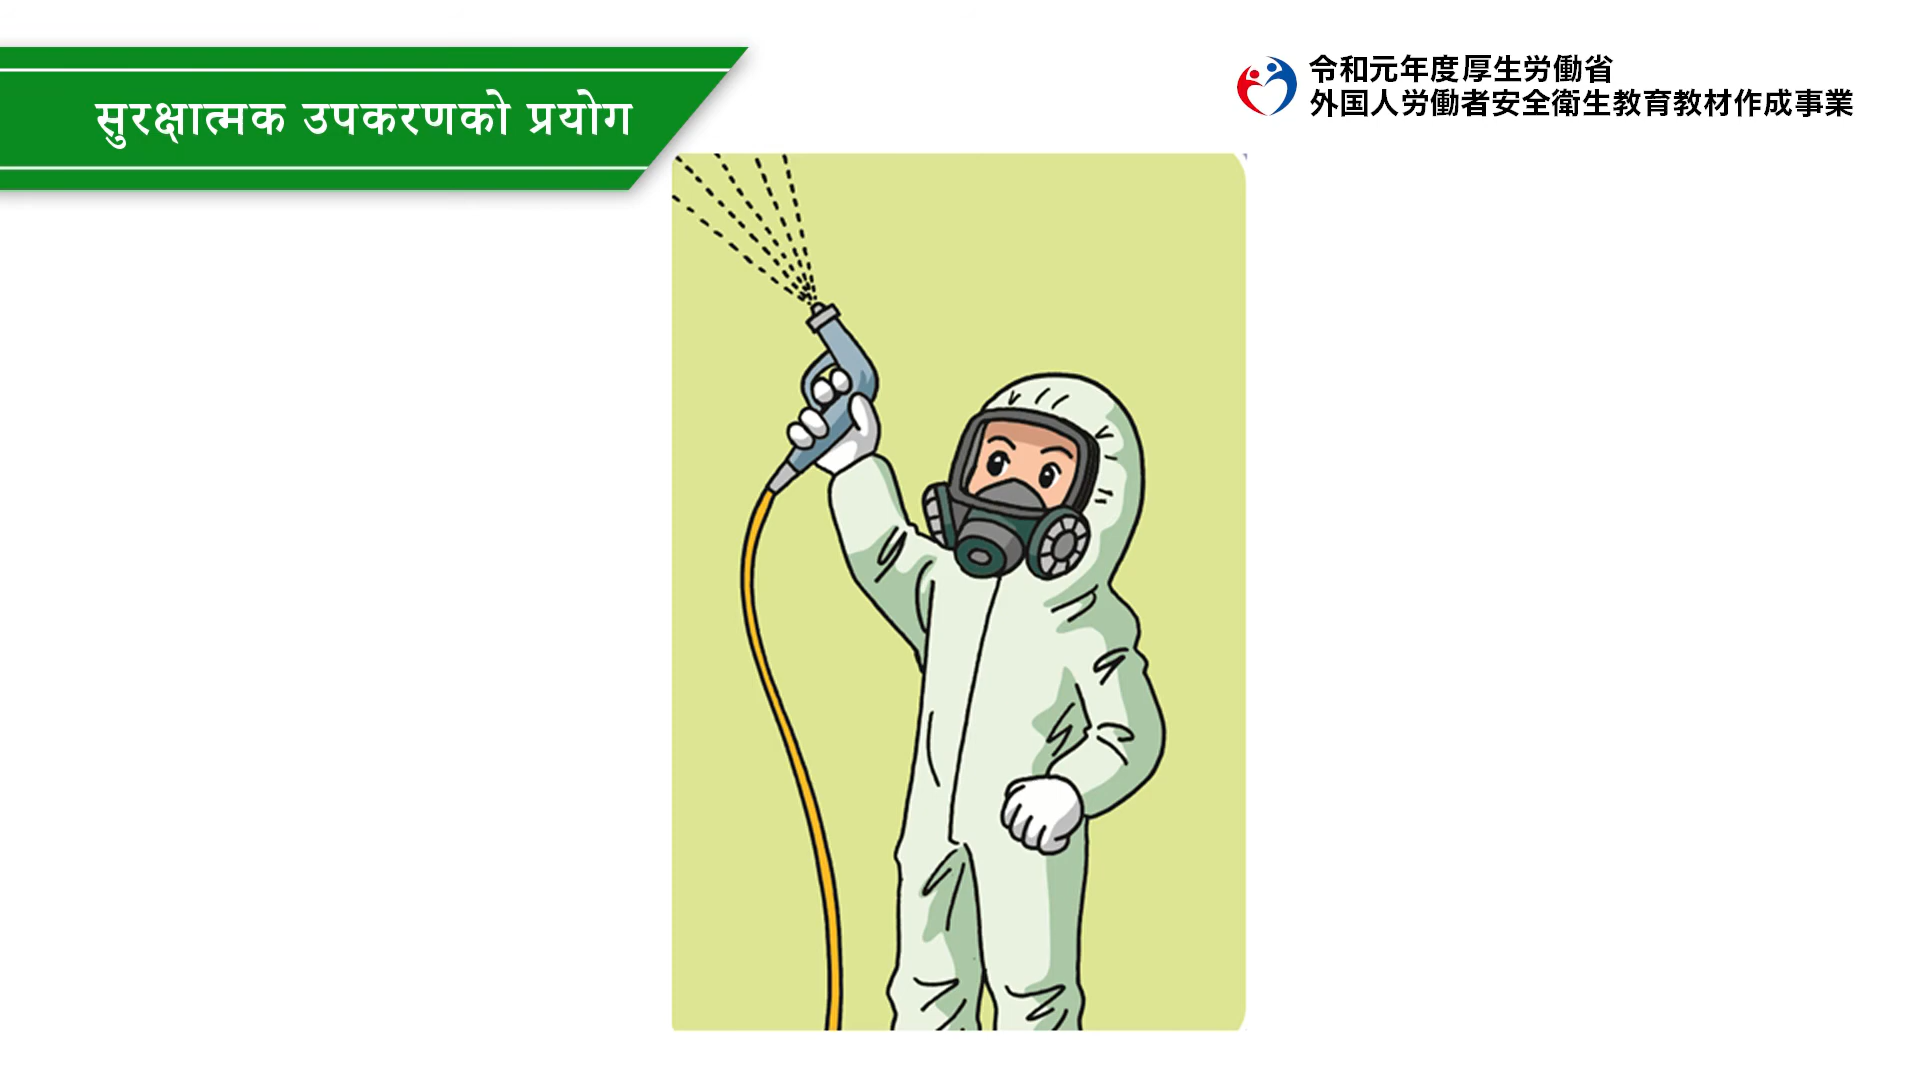 सुरक्षात्मक उपकरणको प्रयोग
令和元年度厚生労働省
外国人労働者安全衛生教育教材作成事業